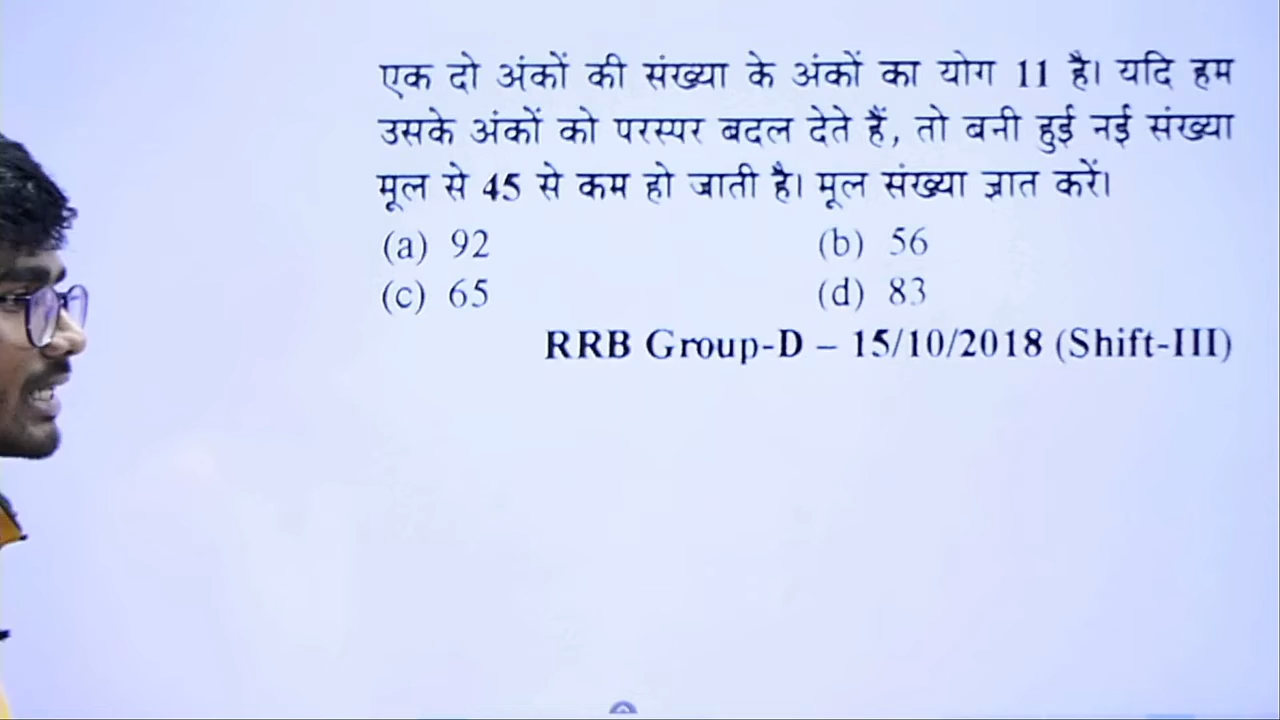 एक दो अंकों की संख्या के अंकों का योग 11 है। यदि हम
उसके अंकों को परस्पर बदल देते हैं, तो बनी हुई नई संख्या
मूल से 45 से कम हो जाती है। मूल संख्या ज्ञात करें।
(a) 92 (b) 56
(c) 65 (d) 83
RRB Group-D – 15/10/2018 (Shift-III)